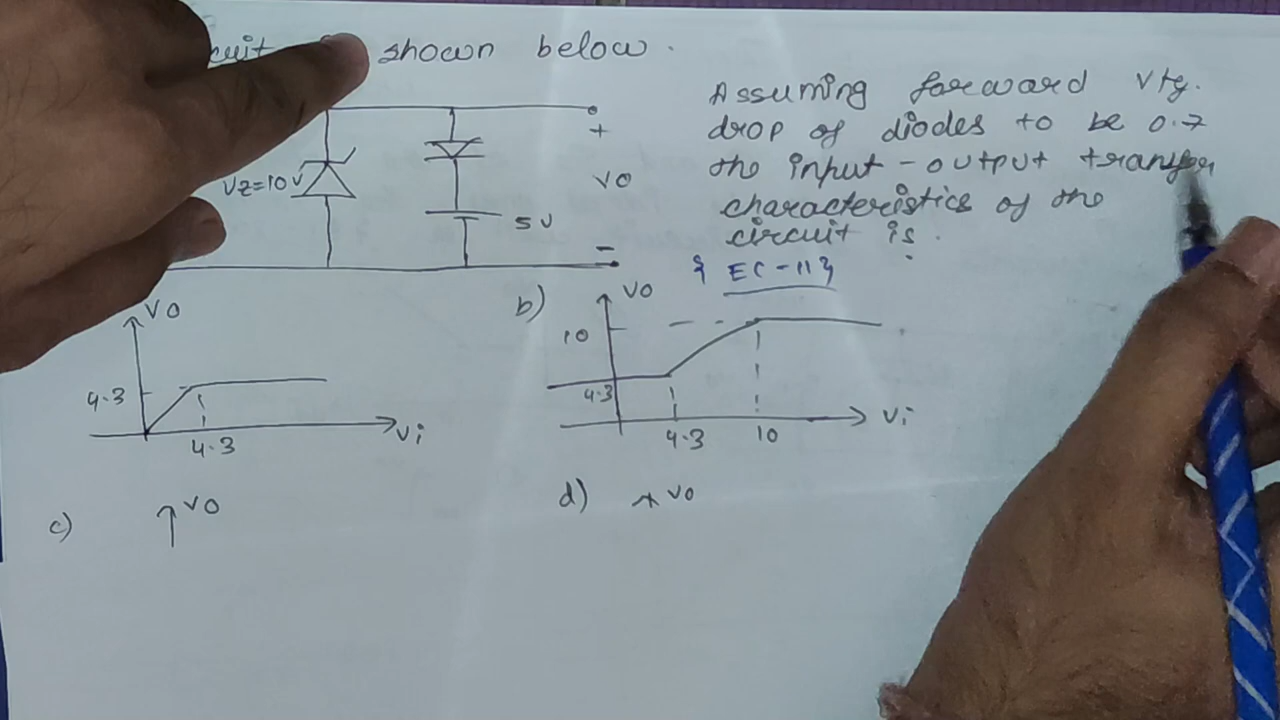 cuit shown below.
Assuming forward Vtg.
drop of diodes to be 0.7
the input-output transfer
characteristics of the
circuit is.
{ EC-11}
+
VZ=10V
VO
5V
-
VO
4.3
4.3
Vi
b)
VO
10
4.3
4.3
10
Vi
c)
VO
d)
VO